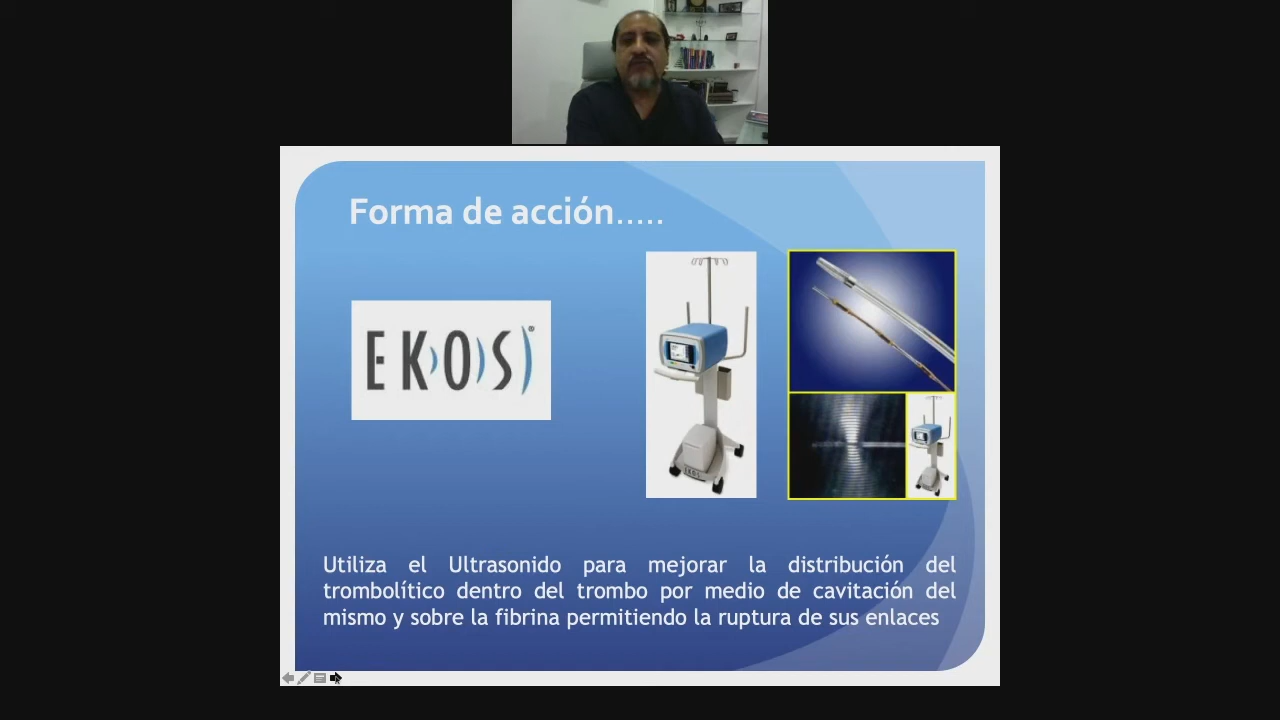 Forma de acción.....
EKOS®
Utiliza el Ultrasonido para mejorar la distribución del
trombolítico dentro del trombo por medio de cavitación del
mismo y sobre la fibrina permitiendo la ruptura de sus enlaces